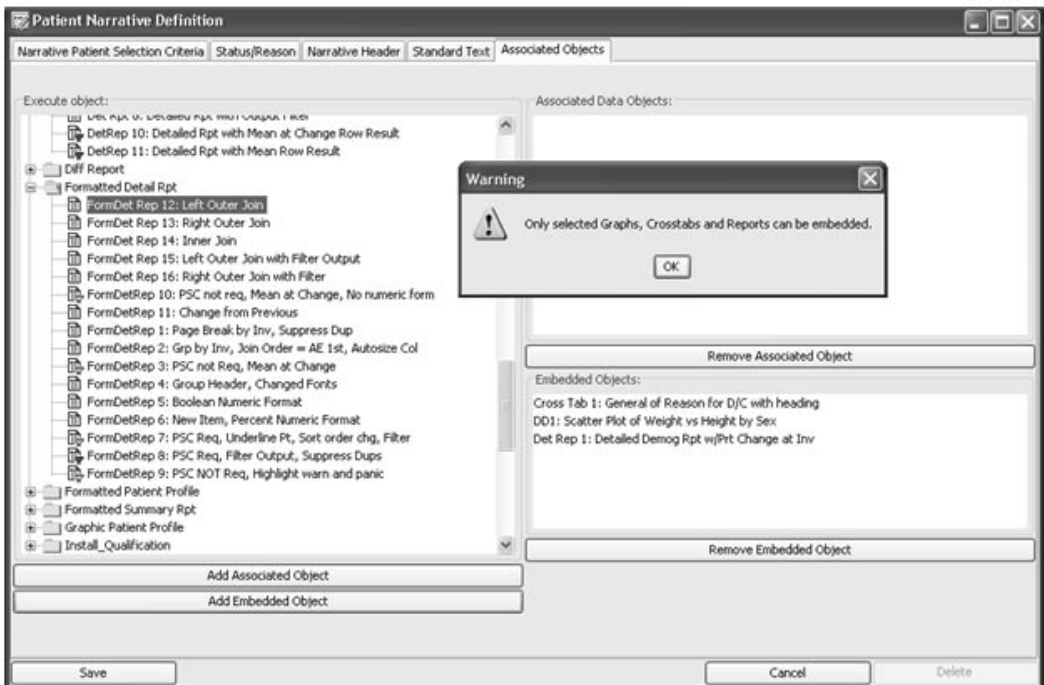 Patient Narrative Definition
Narrative Patient Selection Criteria Status/Reason Narrative Header Standard Text Associated Objects
Execute object:
Det Rpt 8: Detailed Rpt with Output Filter
DetRep 10: Detailed Rpt with Mean at Change Row Result
DetRep 11: Detailed Rpt with Mean Row Result
Diff Report
Formatted Detail Rpt
FormDet Rep 12: Left Outer Join
FormDet Rep 13: Right Outer Join
FormDet Rep 14: Inner Join
FormDet Rep 15: Left Outer Join with Filter Output
FormDet Rep 16: Right Outer Join with Filter
FormDetRep 10: PSC not req, Mean at Change, No numeric form
FormDetRep 11: Change from Previous
FormDetRep 1: Page Break by Inv, Suppress Dup
FormDetRep 2: Grp by Inv, Join Order = AE 1st, Autosize Col
FormDetRep 3: PSC not Req, Mean at Change
FormDetRep 4: Group Header, Changed Fonts
FormDetRep 5: Boolean Numeric Format
FormDetRep 6: New Item, Percent Numeric Format
FormDetRep 7: PSC Req, Underline Pt, Sort order chg, Filter
FormDetRep 8: PSC Req, Filter Output, Suppress Dups
FormDetRep 9: PSC NOT Req, Highlight warn and panic
Formatted Patient Profile
Formatted Summary Rpt
Graphic Patient Profile
Install_Qualification
Add Associated Object
Add Embedded Object
Associated Data Objects:
Warning
Only selected Graphs, Crosstabs and Reports can be embedded.
OK
Remove Associated Object
Embedded Objects:
Cross Tab 1: General of Reason for D/C with heading
DD1: Scatter Plot of Weight vs Height by Sex
Det Rep 1: Detailed Demog Rpt w/Prt Change at Inv
Remove Embedded Object
Save Cancel Delete